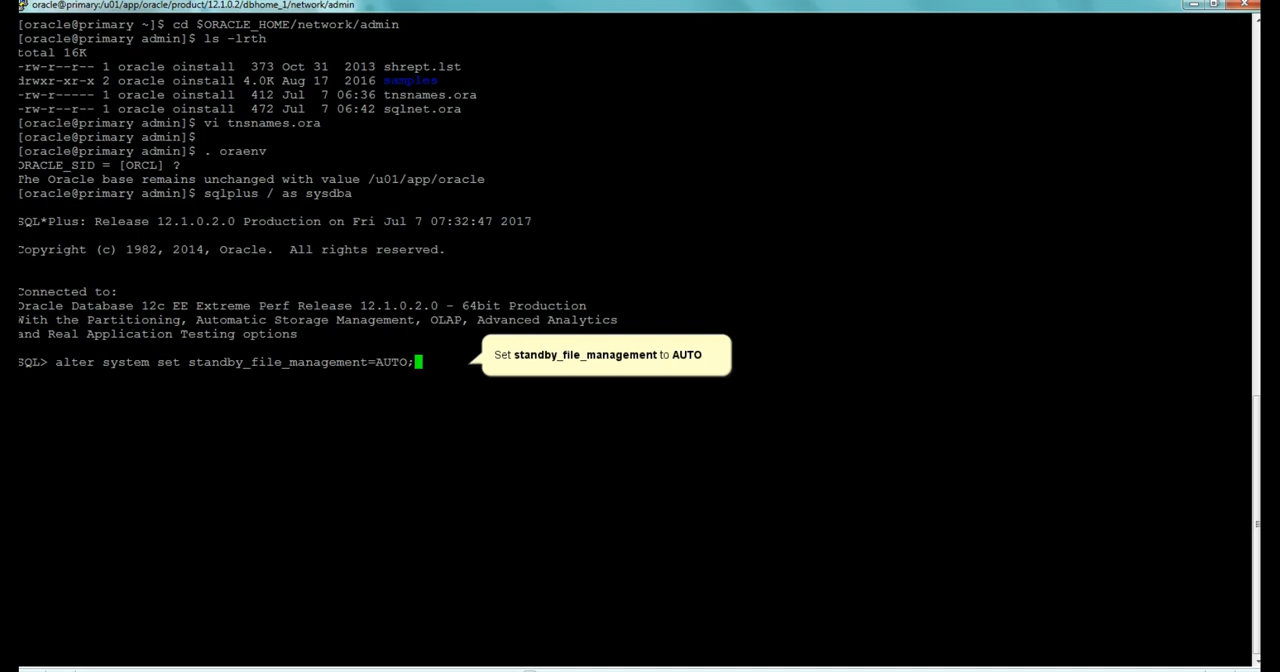 oracle@primary:/u01/app/oracle/product/12.1.0.2/dbhome_1/network/admin
[oracle@primary ~]$ cd $ORACLE_HOME/network/admin
[oracle@primary admin]$ ls -lrth
total 16K
-rw-r--r-- 1 oracle oinstall  373 Oct 31  2013 shrept.lst
drwxr-xr-x 2 oracle oinstall 4.0K Aug 17  2016 samples
-rw-r----- 1 oracle oinstall  412 Jul  7 06:36 tnsnames.ora
-rw-r--r-- 1 oracle oinstall  472 Jul  7 06:42 sqlnet.ora
[oracle@primary admin]$ vi tnsnames.ora
[oracle@primary admin]$
[oracle@primary admin]$ . oraenv
ORACLE_SID = [ORCL] ?
The Oracle base remains unchanged with value /u01/app/oracle
[oracle@primary admin]$ sqlplus / as sysdba
SQL*Plus: Release 12.1.0.2.0 Production on Fri Jul 7 07:32:47 2017
Copyright (c) 1982, 2014, Oracle.  All rights reserved.
Connected to:
Oracle Database 12c EE Extreme Perf Release 12.1.0.2.0 - 64bit Production
With the Partitioning, Automatic Storage Management, OLAP, Advanced Analytics
and Real Application Testing options
SQL> alter system set standby_file_management=AUTO;
Set standby_file_management to AUTO